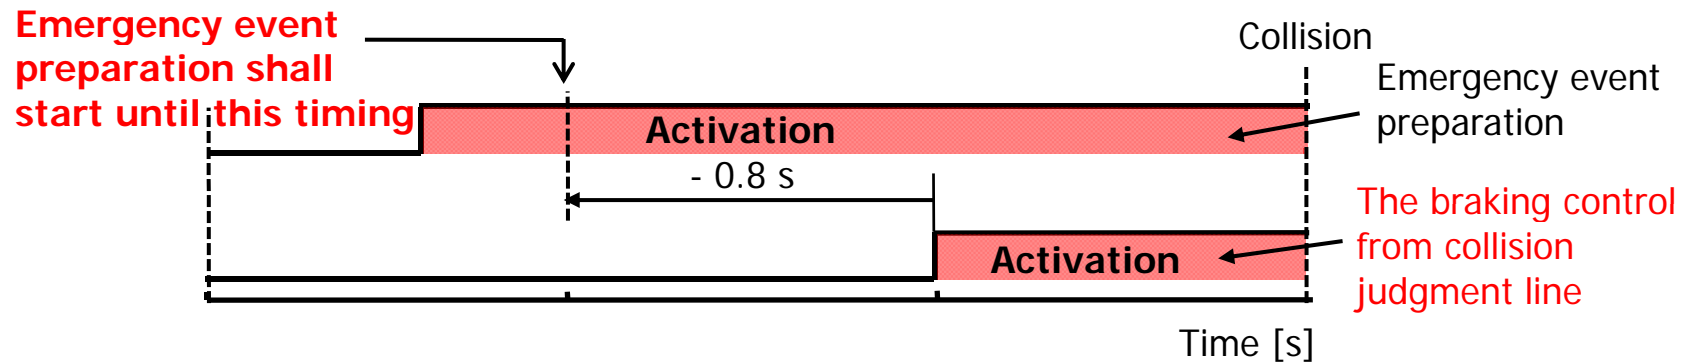 Emergency event
preparation shall
start until this timing
Collision
Emergency event
preparation
Activation
- 0.8 s
The braking control
from collision
judgment line
Activation
Time [s]